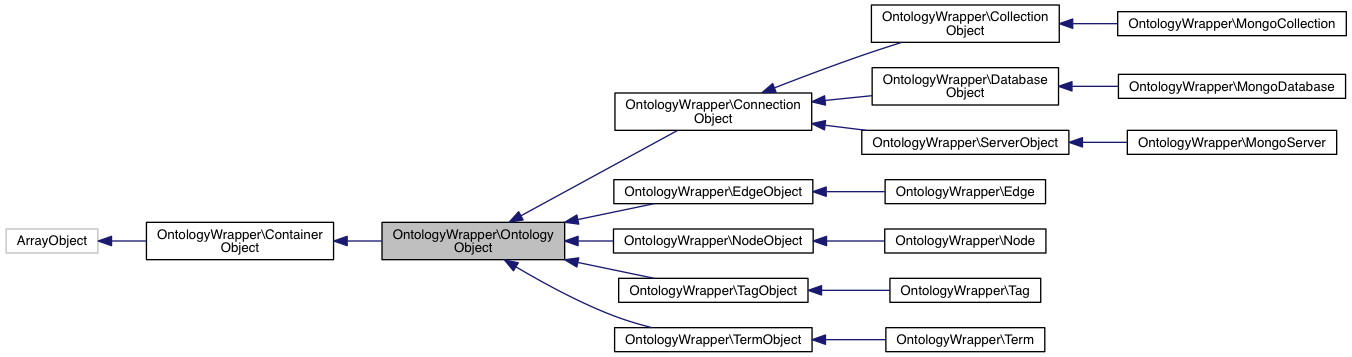 ArrayObject
OntologyWrapper\Container
Object
OntologyWrapper\Ontology
Object
OntologyWrapper\Connection
Object
OntologyWrapper\Collection
Object
OntologyWrapper\MongoCollection
OntologyWrapper\Database
Object
OntologyWrapper\MongoDatabase
OntologyWrapper\ServerObject
OntologyWrapper\MongoServer
OntologyWrapper\EdgeObject
OntologyWrapper\Edge
OntologyWrapper\NodeObject
OntologyWrapper\Node
OntologyWrapper\TagObject
OntologyWrapper\Tag
OntologyWrapper\TermObject
OntologyWrapper\Term